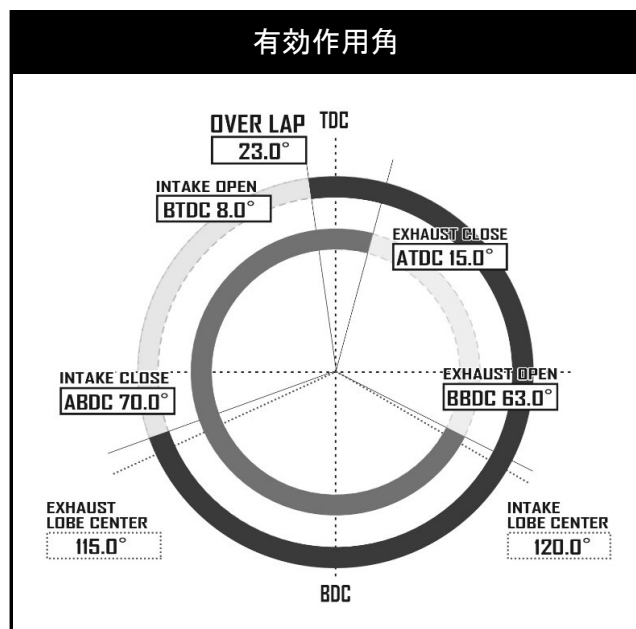 有効作用角
OVER LAP
23.0°
TDC
INTAKE OPEN
BTDC 8.0°
EXHAUST CLOSE
ATDC 15.0°
INTAKE CLOSE
ABDC 70.0°
EXHAUST OPEN
BBDC 63.0°
EXHAUST
LOBE CENTER
115.0°
INTAKE
LOBE CENTER
120.0°
BDC